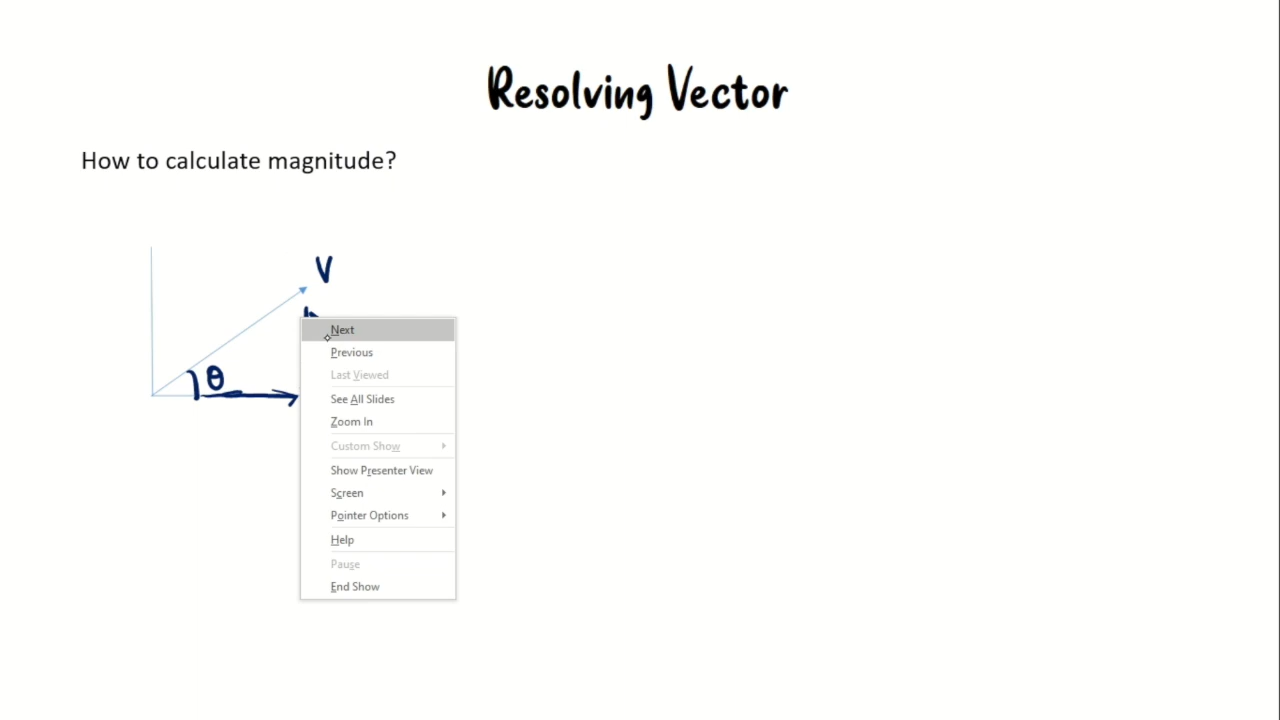 Resolving Vector
How to calculate magnitude?
V
θ
Next
Previous
Last Viewed
See All Slides
Zoom In
Custom Show
Show Presenter View
Screen
Pointer Options
Help
Pause
End Show